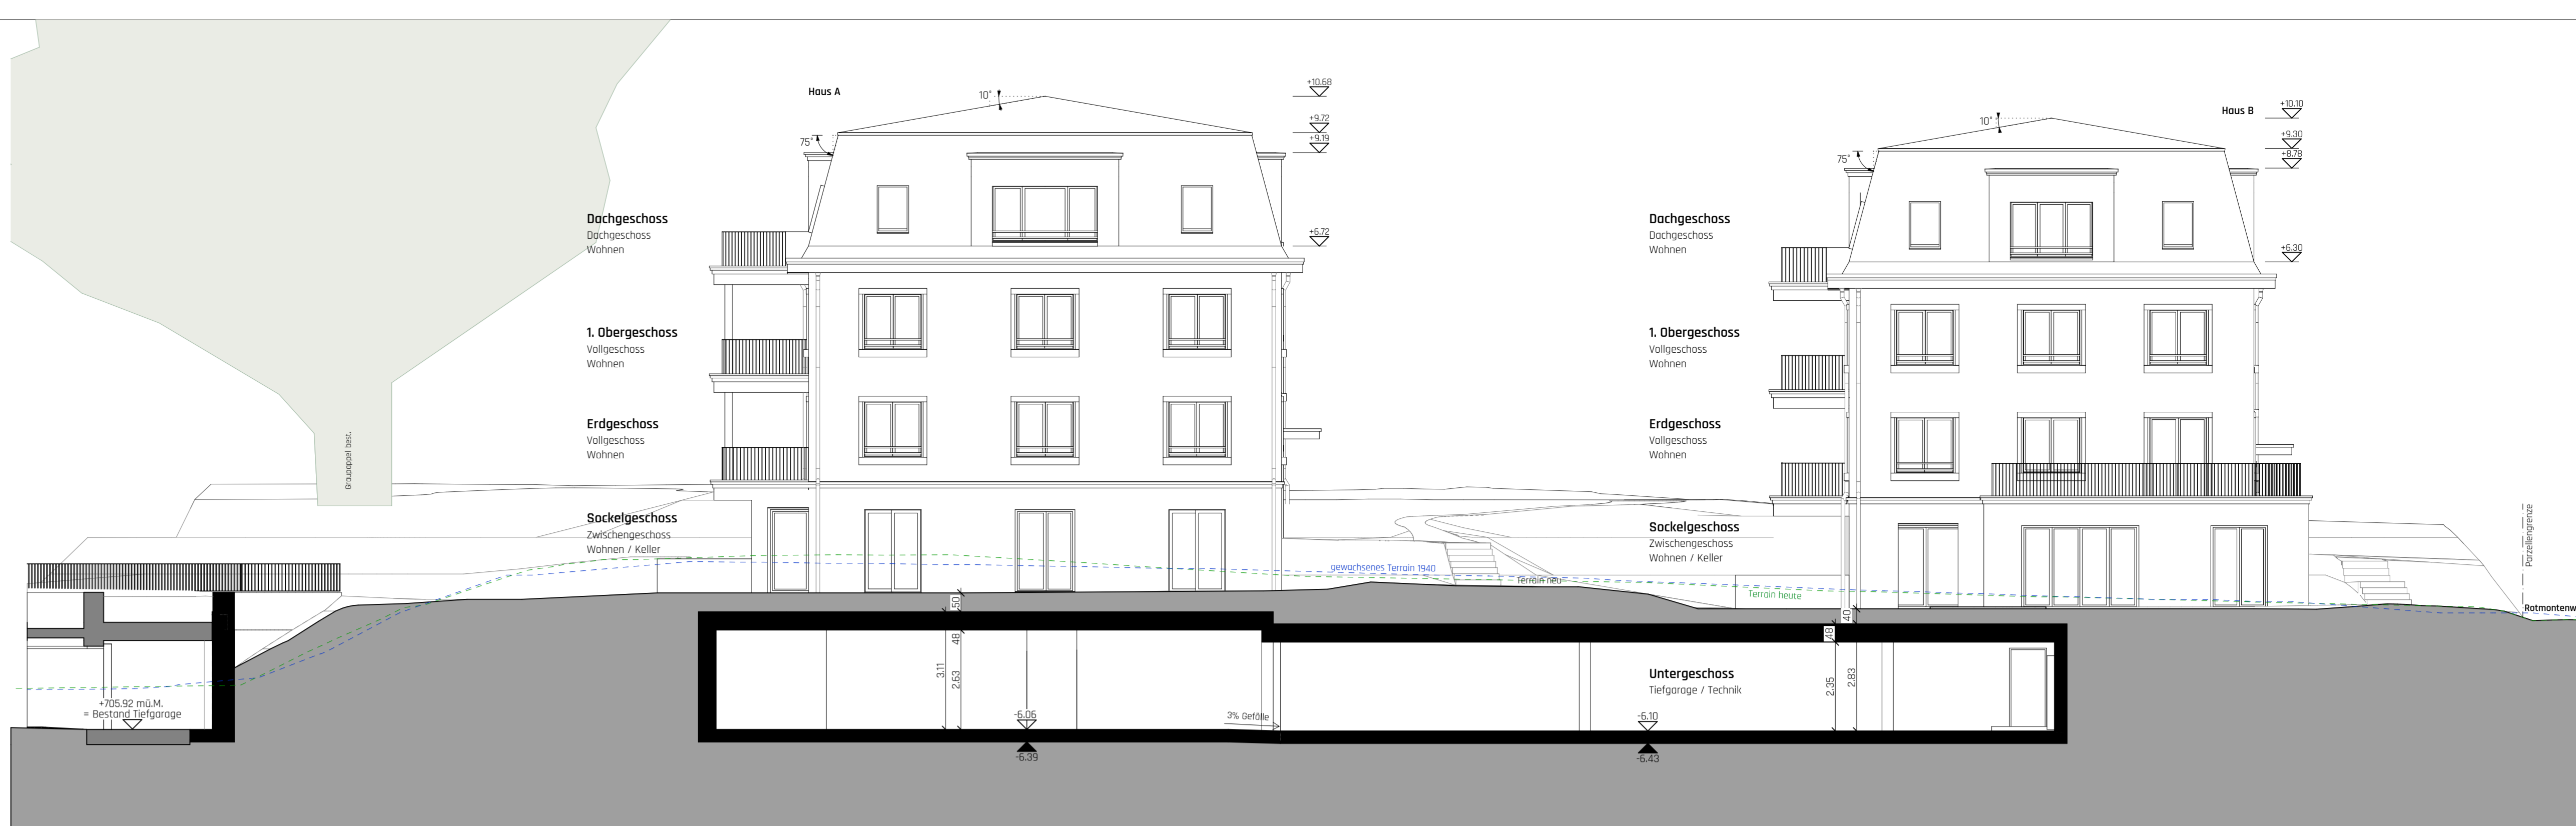 Haus A
10°
75°
+10.68
+9.72
+9.19
+6.72
Haus B
10°
75°
+10.10
+9.30
+8.78
+6.30
Dachgeschoss
Dachgeschoss
Wohnen
1. Obergeschoss
Vollgeschoss
Wohnen
Erdgeschoss
Vollgeschoss
Wohnen
Sockelgeschoss
Zwischengeschoss
Wohnen / Keller
Dachgeschoss
Dachgeschoss
Wohnen
1. Obergeschoss
Vollgeschoss
Wohnen
Erdgeschoss
Vollgeschoss
Wohnen
Sockelgeschoss
Zwischengeschoss
Wohnen / Keller
Graupappel best.
Parzellengrenze
gewachsenes Terrain 1940
Terrain neu
Terrain heute
Rotmontenw
50
48
3.11
2.63
40
48
2.35
2.83
Untergeschoss
Tiefgarage / Technik
+705.92 mü.M.
= Bestand Tiefgarage
-6.06
-6.39
3% Gefälle
-6.10
-6.43